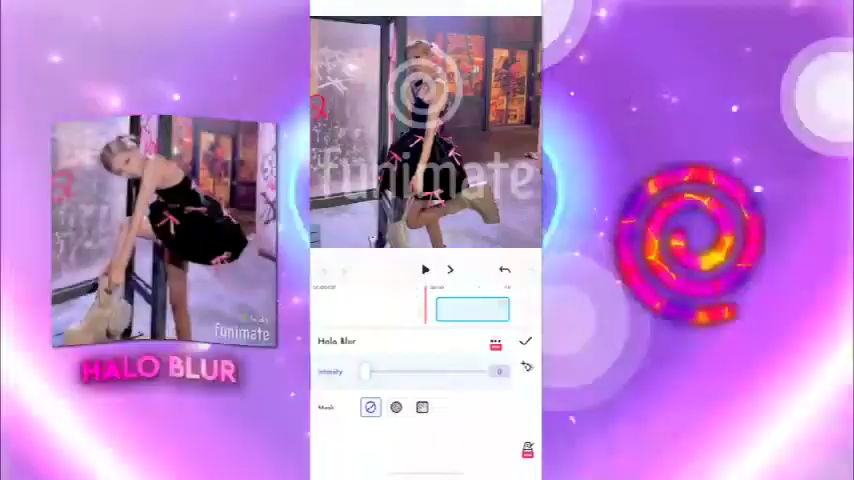 funimate
HALO BLUR
funimate
Halo Blur
Intensity
0
Mask